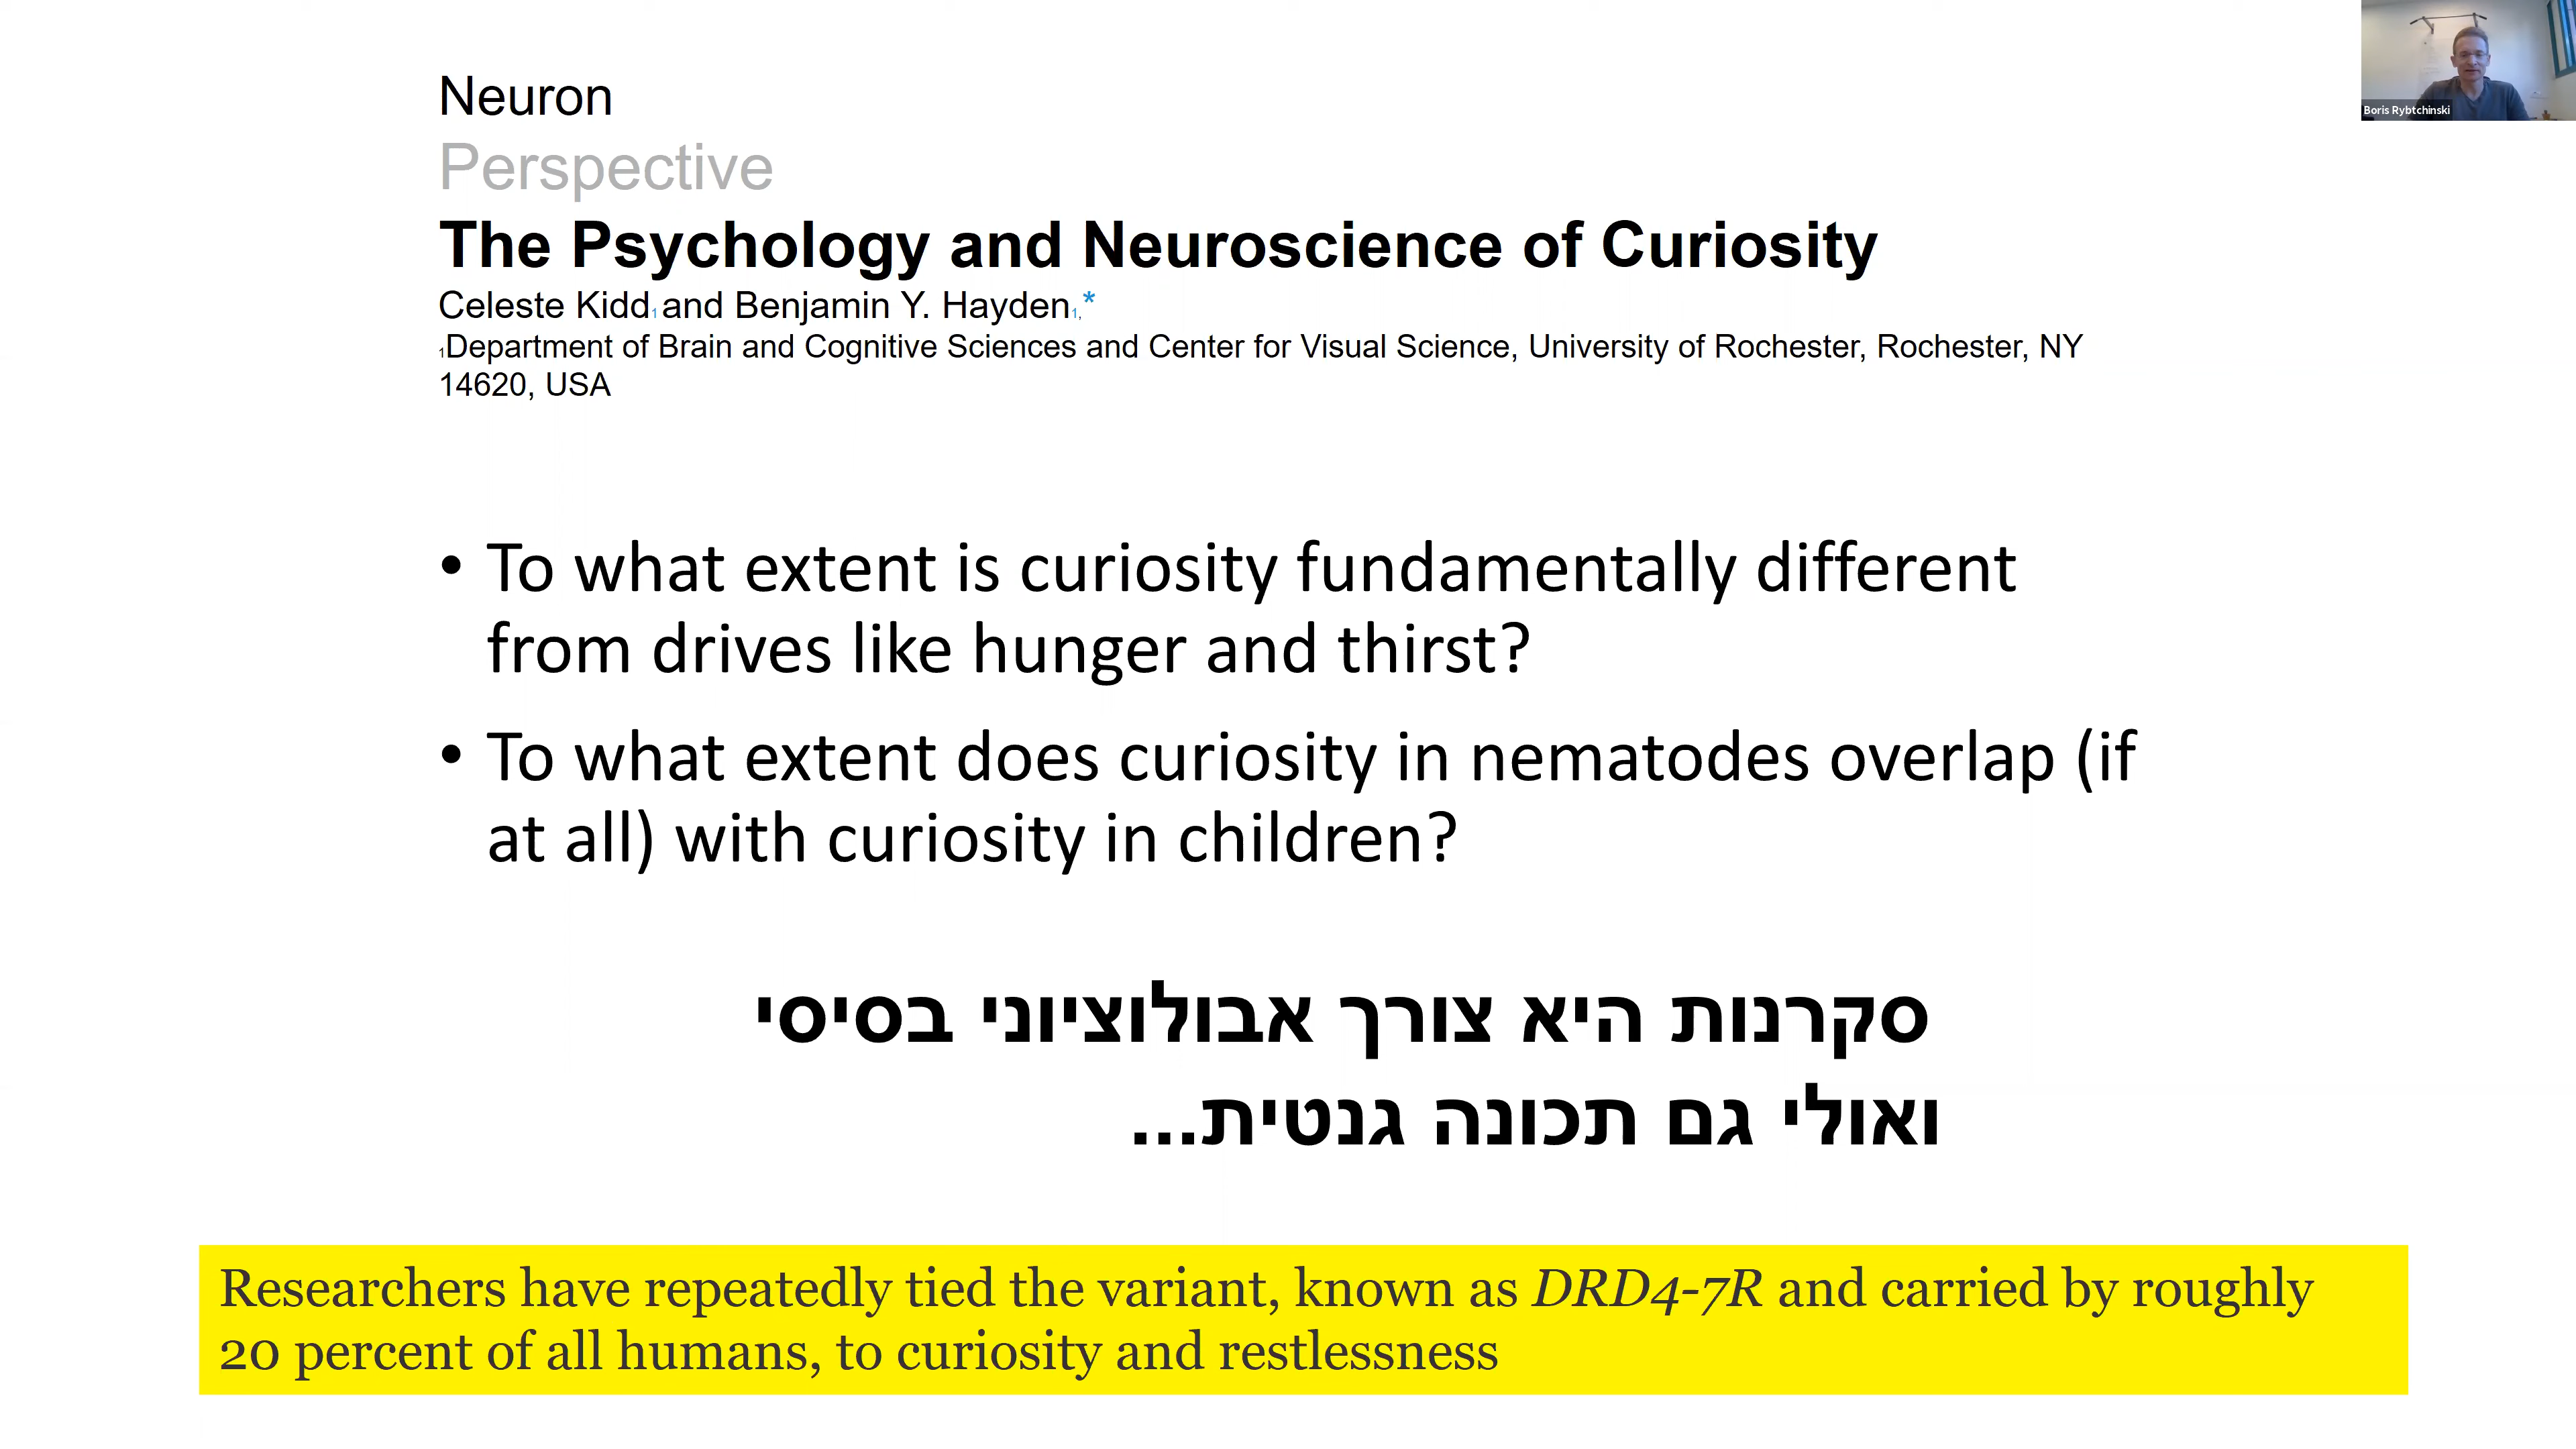 Neuron
Perspective
The Psychology and Neuroscience of Curiosity
Celeste Kidd1 and Benjamin Y. Hayden1,*
1Department of Brain and Cognitive Sciences and Center for Visual Science, University of Rochester, Rochester, NY
14620, USA
• To what extent is curiosity fundamentally different
from drives like hunger and thirst?
• To what extent does curiosity in nematodes overlap (if
at all) with curiosity in children?
סקרנות היא צורך אבולוציוני בסיסי
ואולי גם תכונה גנטית...
Researchers have repeatedly tied the variant, known as DRD4-7R and carried by roughly
20 percent of all humans, to curiosity and restlessness
Boris Rybtchinski